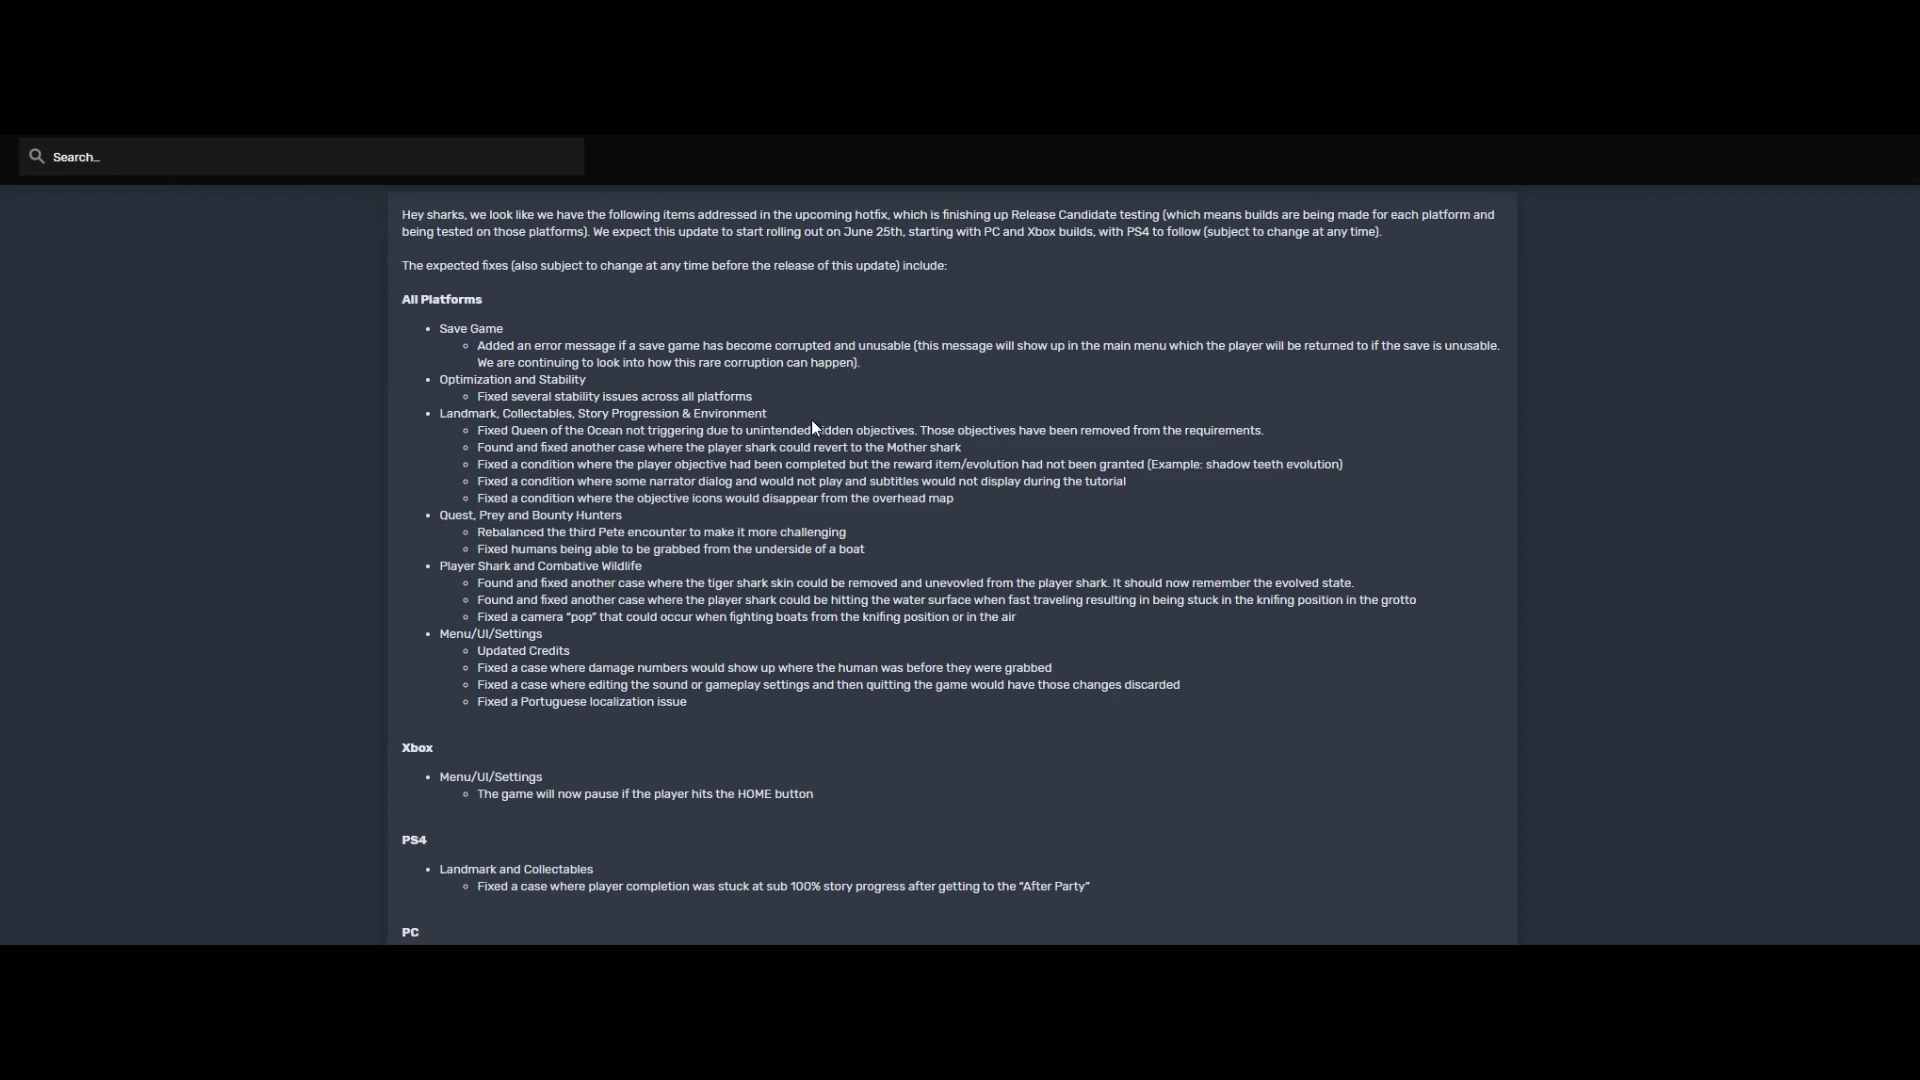 Search...
Hey sharks, we look like we have the following items addressed in the upcoming hotfix, which is finishing up Release Candidate testing (which means builds are being made for each platform and
being tested on those platforms). We expect this update to start rolling out on June 25th, starting with PC and Xbox builds, with PS4 to follow (subject to change at any time).
The expected fixes (also subject to change at any time before the release of this update) include:
All Platforms
• Save Game
◦ Added an error message if a save game has become corrupted and unusable (this message will show up in the main menu which the player will be returned to if the save is unusable.
We are continuing to look into how this rare corruption can happen).
• Optimization and Stability
◦ Fixed several stability issues across all platforms
• Landmark, Collectables, Story Progression & Environment
◦ Fixed Queen of the Ocean not triggering due to unintended hidden objectives. Those objectives have been removed from the requirements.
◦ Found and fixed another case where the player shark could revert to the Mother shark
◦ Fixed a condition where the player objective had been completed but the reward item/evolution had not been granted (Example: shadow teeth evolution)
◦ Fixed a condition where some narrator dialog and would not play and subtitles would not display during the tutorial
◦ Fixed a condition where the objective icons would disappear from the overhead map
• Quest, Prey and Bounty Hunters
◦ Rebalanced the third Pete encounter to make it more challenging
◦ Fixed humans being able to be grabbed from the underside of a boat
• Player Shark and Combative Wildlife
◦ Found and fixed another case where the tiger shark skin could be removed and unevovled from the player shark. It should now remember the evolved state.
◦ Found and fixed another case where the player shark could be hitting the water surface when fast traveling resulting in being stuck in the knifing position in the grotto
◦ Fixed a camera “pop” that could occur when fighting boats from the knifing position or in the air
• Menu/UI/Settings
◦ Updated Credits
◦ Fixed a case where damage numbers would show up where the human was before they were grabbed
◦ Fixed a case where editing the sound or gameplay settings and then quitting the game would have those changes discarded
◦ Fixed a Portuguese localization issue
Xbox
• Menu/UI/Settings
◦ The game will now pause if the player hits the HOME button
PS4
• Landmark and Collectables
◦ Fixed a case where player completion was stuck at sub 100% story progress after getting to the “After Party”
PC